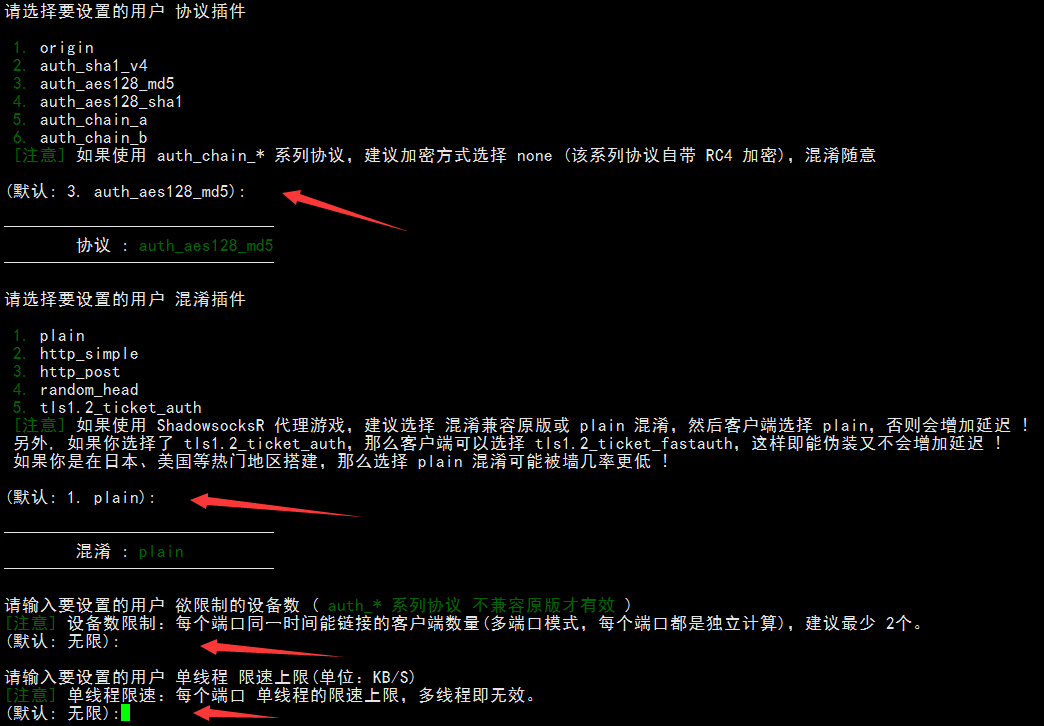 请选择要设置的用户 协议插件
1. origin
2. auth_sha1_v4
3. auth_aes128_md5
4. auth_aes128_sha1
5. auth_chain_a
6. auth_chain_b
[注意] 如果使用 auth_chain_* 系列协议，建议加密方式选择 none (该系列协议自带 RC4 加密)，混淆随意
(默认: 3. auth_aes128_md5):
协议 : auth_aes128_md5
请选择要设置的用户 混淆插件
1. plain
2. http_simple
3. http_post
4. random_head
5. tls1.2_ticket_auth
[注意] 如果使用 ShadowsocksR 代理游戏，建议选择 混淆兼容原版或 plain 混淆，然后客户端选择 plain，否则会增加延迟 !
另外, 如果你选择了 tls1.2_ticket_auth，那么客户端可以选择 tls1.2_ticket_fastauth，这样即能伪装又不会增加延迟 !
如果你是在日本、美国等热门地区搭建，那么选择 plain 混淆可能被墙几率更低 !
(默认: 1. plain):
混淆 : plain
请输入要设置的用户 欲限制的设备数 ( auth_* 系列协议 不兼容原版才有效 )
[注意] 设备数限制：每个端口同一时间能链接的客户端数量(多端口模式，每个端口都是独立计算)，建议最少 2个。
(默认: 无限):
请输入要设置的用户 单线程 限速上限(单位：KB/S)
[注意] 单线程限速：每个端口 单线程的限速上限，多线程即无效。
(默认: 无限):